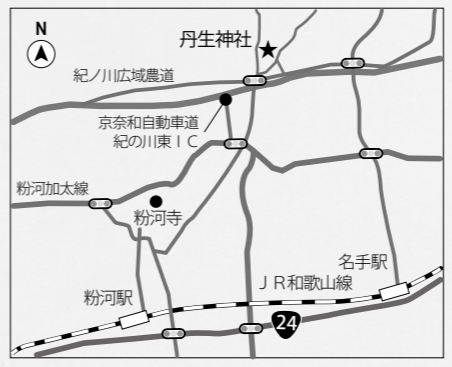 N
丹生神社
紀ノ川広域農道
京奈和自動車道
紀の川東ＩＣ
粉河加太線
粉河寺
名手駅
ＪＲ和歌山線
粉河駅
24